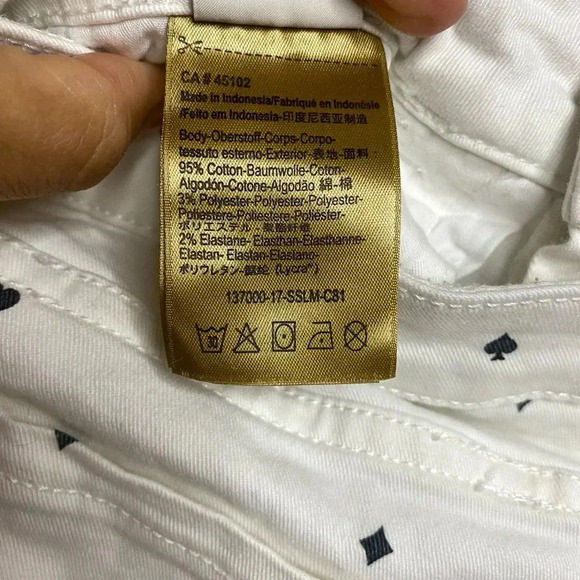 CA # 45102
Made in Indonesia/Fabriqué en Indonésie
/Feito em Indonesia-印度尼西亚制造
Body-Oberstoff-Corps-Corpo-
tessuto esterno-Exterior-表地-面料
95% Cotton-Baumwolle-Coton-
Algodón-Cotone-Algodão 綿-棉
3% Polyester-Polyester-Polyester-
Poliestere-Poliestere-Poliéster-
ポリエステル-聚酯纤维
2% Elastane-Elasthan-Elasthanne-
Elastan-Elastan-Elastano-
ポリウレタン-氨纶 (Lycra®)
137000-17-SSLM-CS1
30